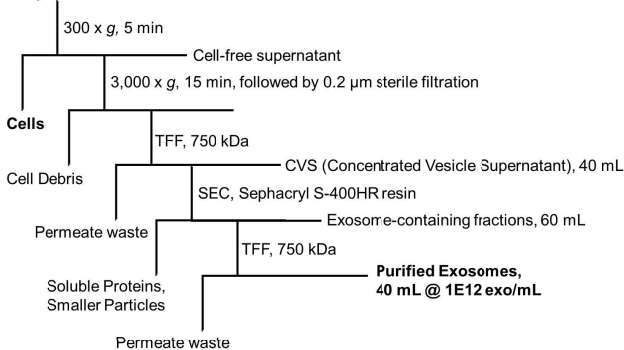 300 x g, 5 min
Cell-free supernatant
3,000 x g, 15 min, followed by 0.2 µm sterile filtration
Cells
TFF, 750 kDa
Cell Debris
CVS (Concentrated Vesicle Supernatant), 40 mL
SEC, Sephacryl S-400HR resin
Permeate waste
Exosome-containing fractions, 60 mL
TFF, 750 kDa
Soluble Proteins,
Smaller Particles
Purified Exosomes,
40 mL @ 1E12 exo/mL
Permeate waste